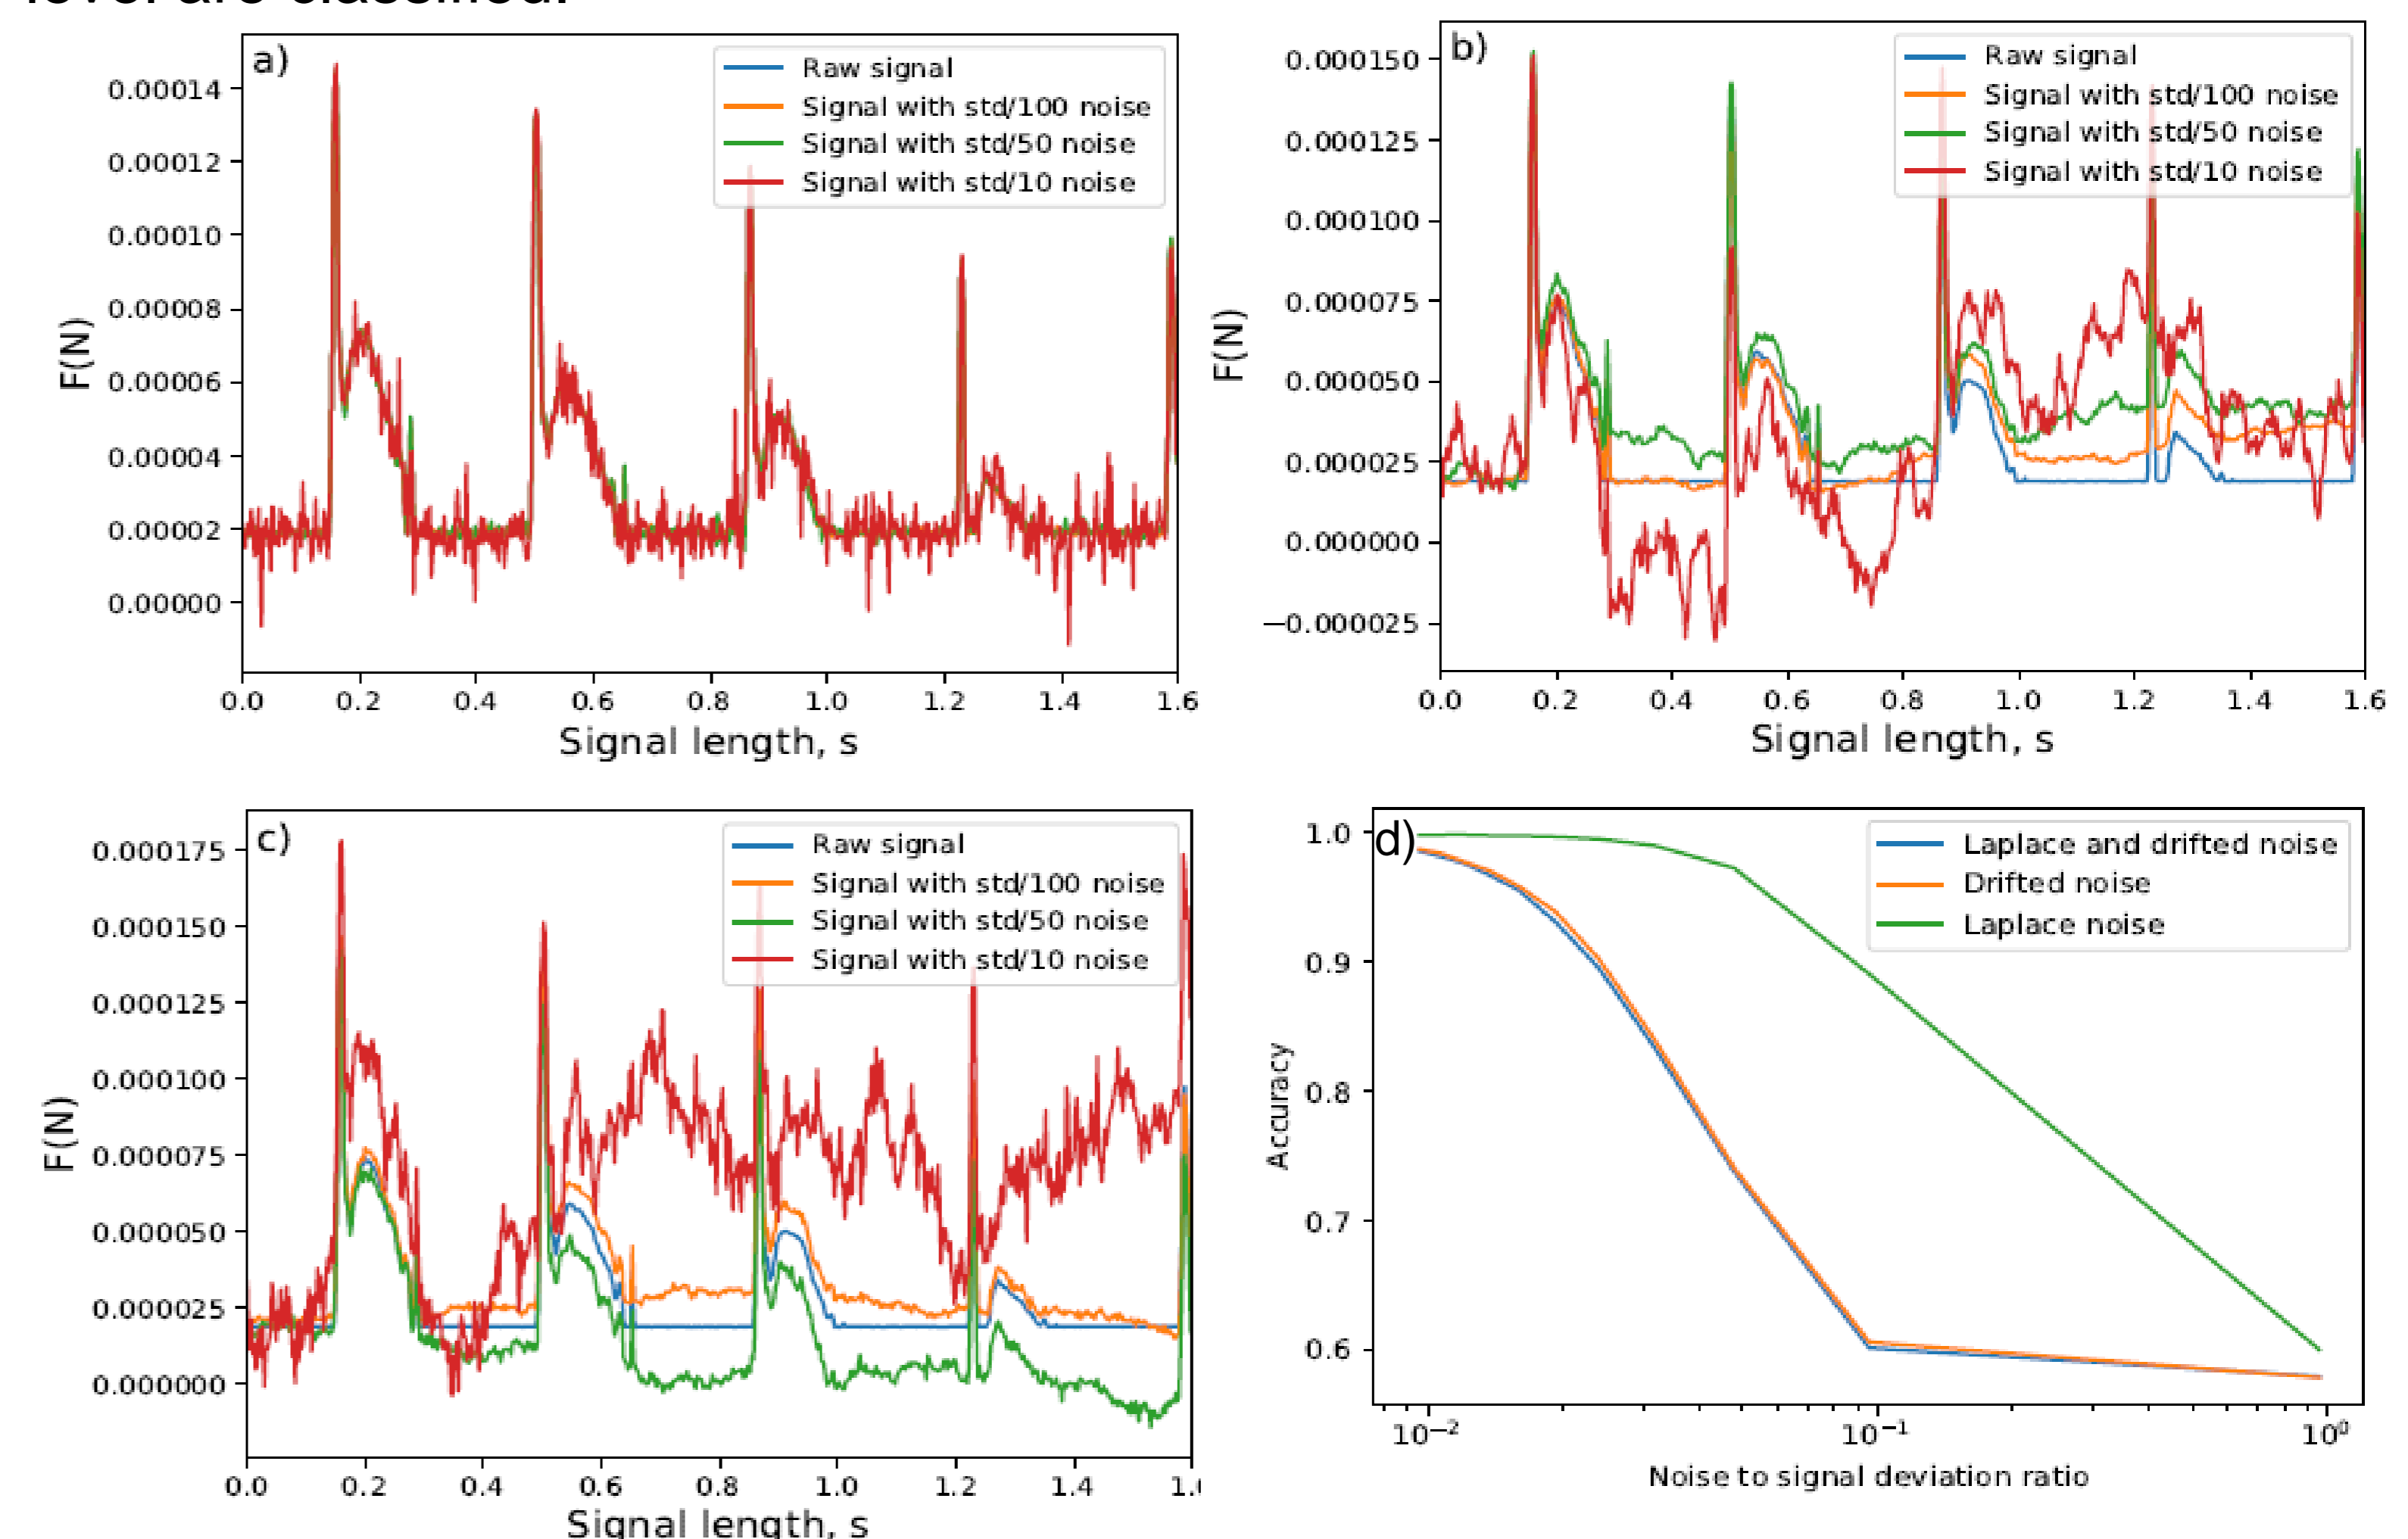 level are classified.
a)
Raw signal
Signal with std/100 noise
Signal with std/50 noise
Signal with std/10 noise
0.00014
0.00012
0.00010
0.00008
0.00006
0.00004
0.00002
0.00000
F(N)
0.0 0.2 0.4 0.6 0.8 1.0 1.2 1.4 1.6
Signal length, s
b)
Raw signal
Signal with std/100 noise
Signal with std/50 noise
Signal with std/10 noise
0.000150
0.000125
0.000100
0.000075
0.000050
0.000025
0.000000
−0.000025
F(N)
0.0 0.2 0.4 0.6 0.8 1.0 1.2 1.4 1.6
Signal length, s
c)
Raw signal
Signal with std/100 noise
Signal with std/50 noise
Signal with std/10 noise
0.000175
0.000150
0.000125
0.000100
0.000075
0.000050
0.000025
0.000000
F(N)
0.0 0.2 0.4 0.6 0.8 1.0 1.2 1.4
Signal length, s
d)
Laplace and drifted noise
Drifted noise
Laplace noise
1.0
0.9
0.8
0.7
0.6
Accuracy
10⁻² 10⁻¹ 10⁰
Noise to signal deviation ratio